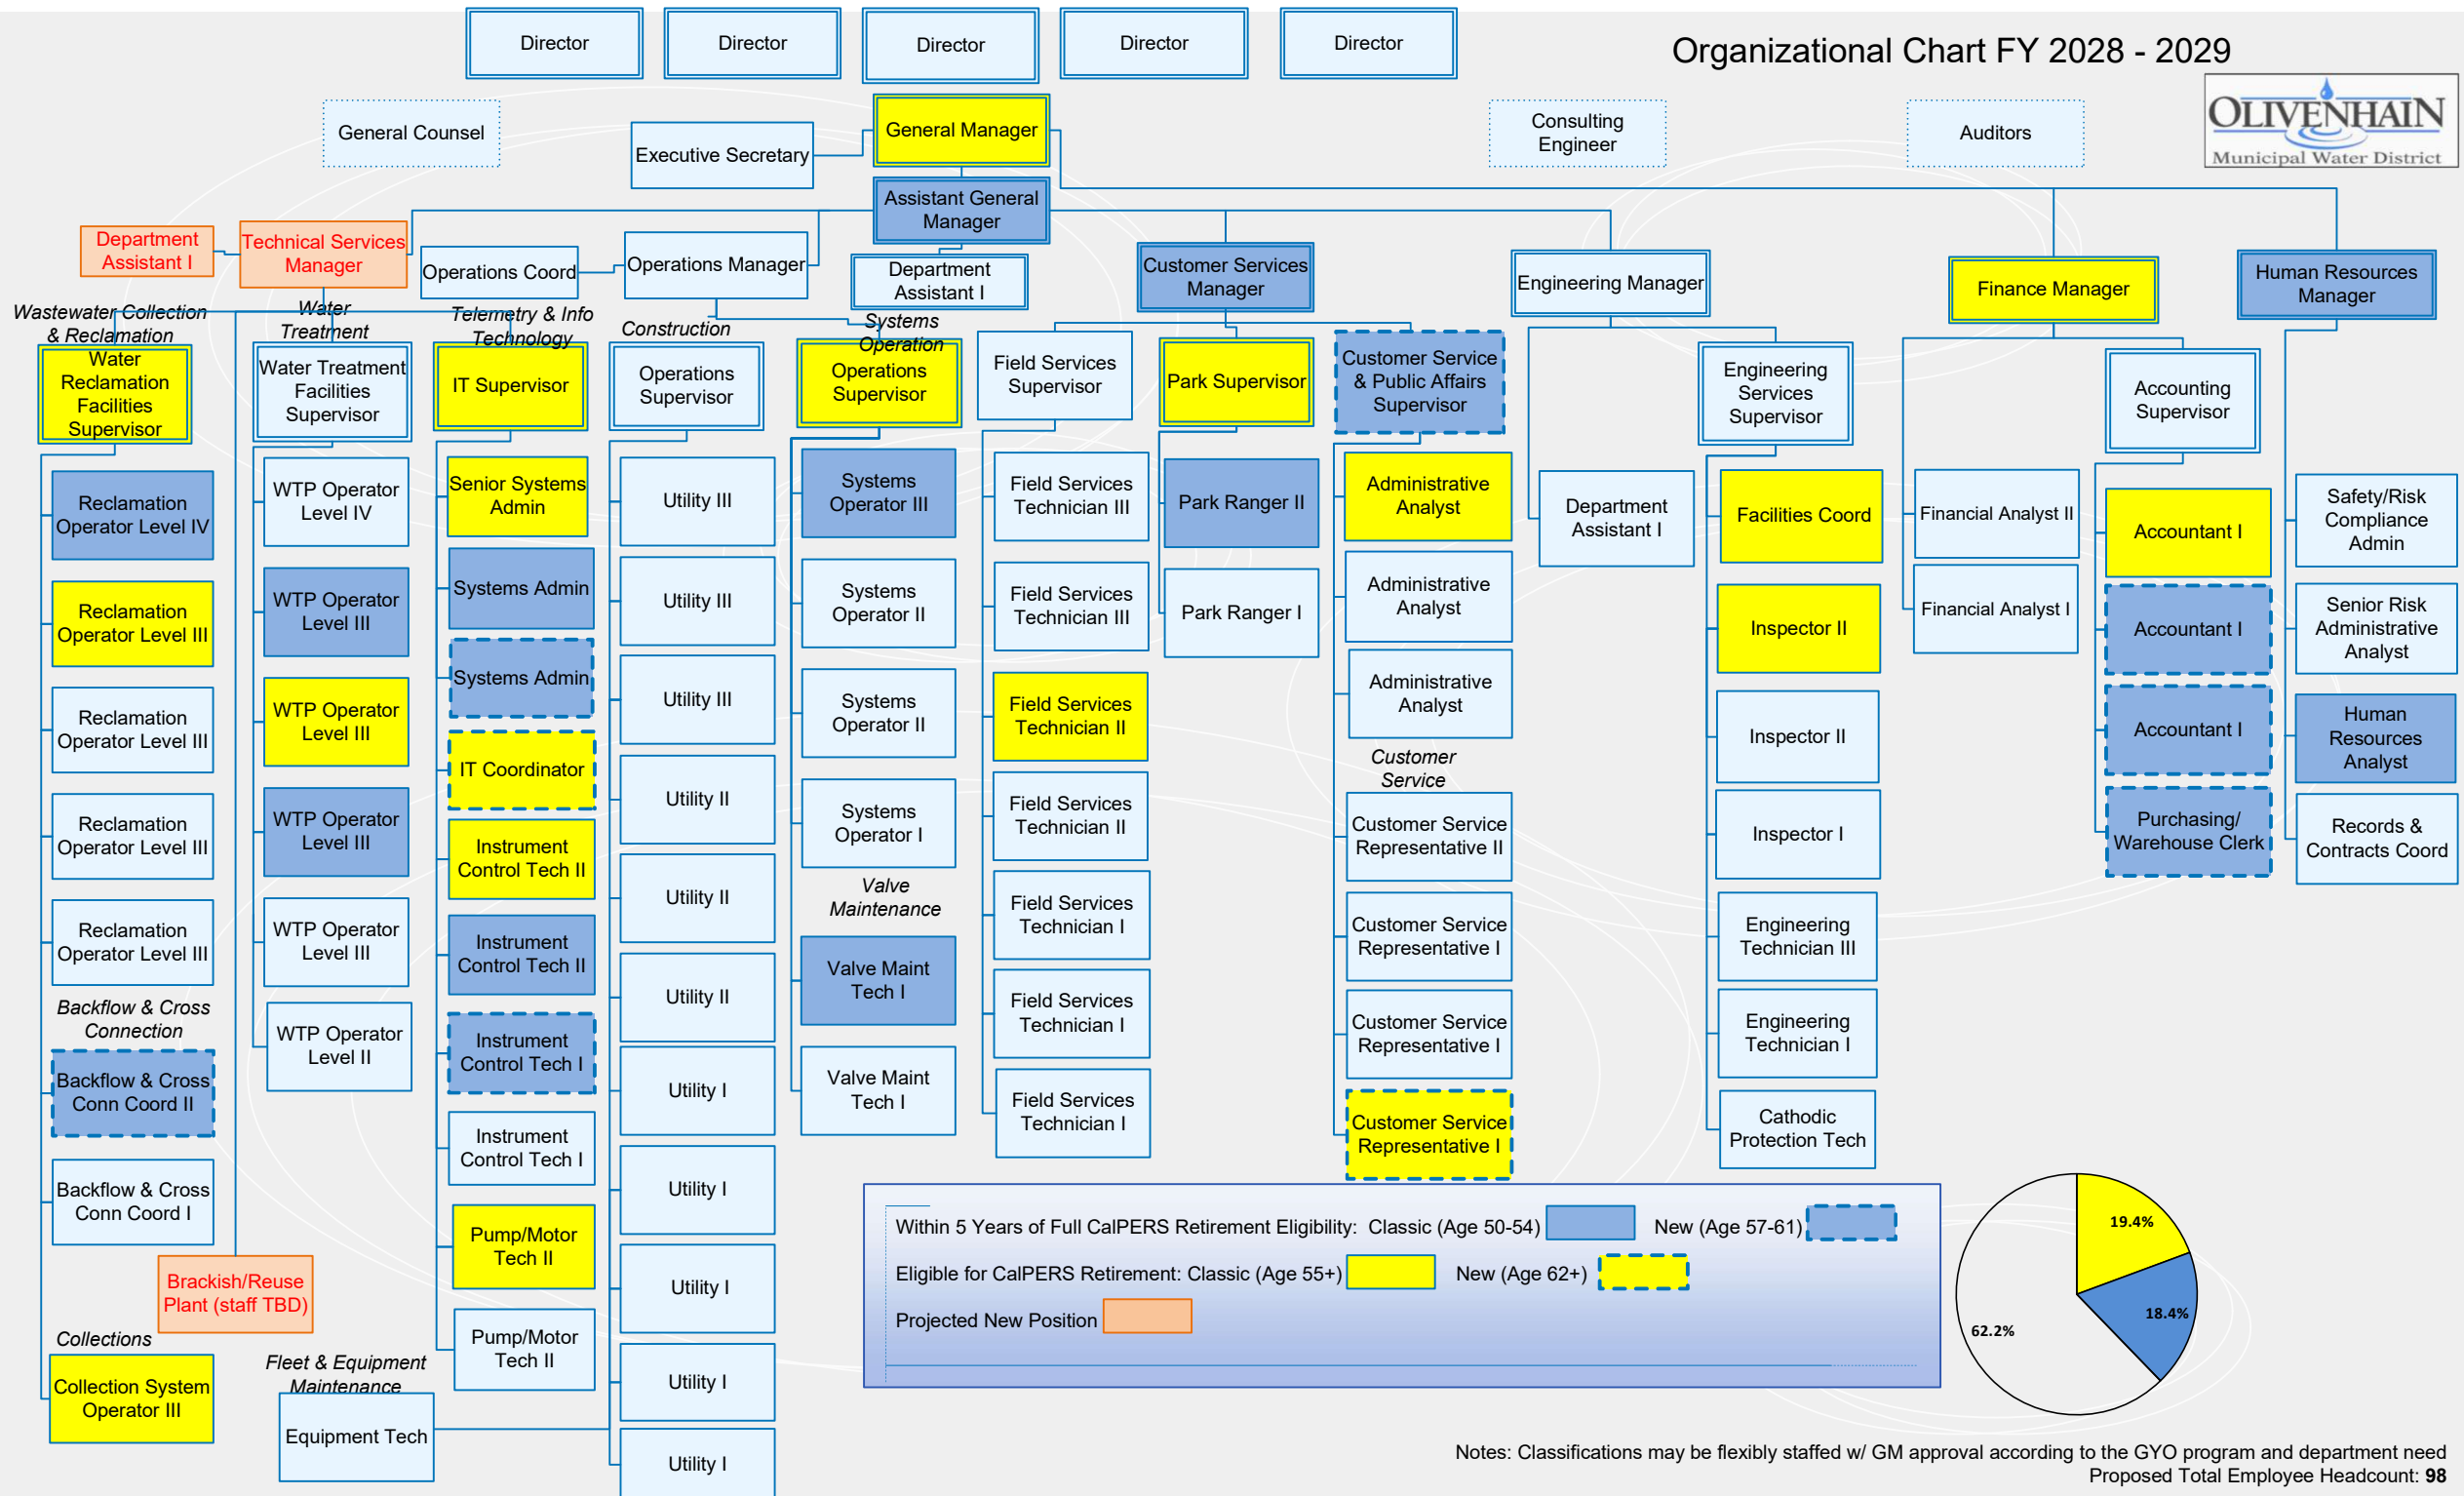 Director
Director
Director
Director
Director
Organizational Chart FY 2028 - 2029
OLIVENHAIN
Municipal Water District
General Counsel
Executive Secretary
General Manager
Consulting
Engineer
Auditors
Assistant General
Manager
Department
Assistant I
Technical Services
Manager
Operations Coord
Operations Manager
Department
Assistant I
Customer Services
Manager
Engineering Manager
Finance Manager
Human Resources
Manager
Wastewater Collection
& Reclamation
Water
Reclamation
Facilities
Supervisor
Reclamation
Operator Level IV
Reclamation
Operator Level III
Reclamation
Operator Level III
Reclamation
Operator Level III
Reclamation
Operator Level III
Backflow & Cross
Connection
Backflow & Cross
Conn Coord II
Backflow & Cross
Conn Coord I
Brackish/Reuse
Plant (staff TBD)
Collections
Collection System
Operator III
Water
Treatment
Water Treatment
Facilities
Supervisor
WTP Operator
Level IV
WTP Operator
Level III
WTP Operator
Level III
WTP Operator
Level III
WTP Operator
Level III
WTP Operator
Level II
Fleet & Equipment
Maintenance
Equipment Tech
Telemetry & Info
Technology
IT Supervisor
Senior Systems
Admin
Systems Admin
Systems Admin
IT Coordinator
Instrument
Control Tech II
Instrument
Control Tech II
Instrument
Control Tech I
Instrument
Control Tech I
Pump/Motor
Tech II
Pump/Motor
Tech II
Construction
Operations
Supervisor
Utility III
Utility III
Utility III
Utility II
Utility II
Utility II
Utility I
Utility I
Utility I
Utility I
Utility I
Systems
Operation
Operations
Supervisor
Systems
Operator III
Systems
Operator II
Systems
Operator II
Systems
Operator I
Valve
Maintenance
Valve Maint
Tech I
Valve Maint
Tech I
Field Services
Supervisor
Field Services
Technician III
Field Services
Technician III
Field Services
Technician II
Field Services
Technician II
Field Services
Technician I
Field Services
Technician I
Field Services
Technician I
Park Supervisor
Park Ranger II
Park Ranger I
Customer Service
& Public Affairs
Supervisor
Administrative
Analyst
Administrative
Analyst
Administrative
Analyst
Customer
Service
Customer Service
Representative II
Customer Service
Representative I
Customer Service
Representative I
Customer Service
Representative I
Department
Assistant I
Engineering
Services
Supervisor
Facilities Coord
Inspector II
Inspector II
Inspector I
Engineering
Technician III
Engineering
Technician I
Cathodic
Protection Tech
Financial Analyst II
Financial Analyst I
Accounting
Supervisor
Accountant I
Accountant I
Accountant I
Purchasing/
Warehouse Clerk
Safety/Risk
Compliance
Admin
Senior Risk
Administrative
Analyst
Human
Resources
Analyst
Records &
Contracts Coord
Within 5 Years of Full CalPERS Retirement Eligibility: Classic (Age 50-54) New (Age 57-61)
Eligible for CalPERS Retirement: Classic (Age 55+) New (Age 62+)
Projected New Position
19.4%
18.4%
62.2%
Notes: Classifications may be flexibly staffed w/ GM approval according to the GYO program and department need
Proposed Total Employee Headcount: 98